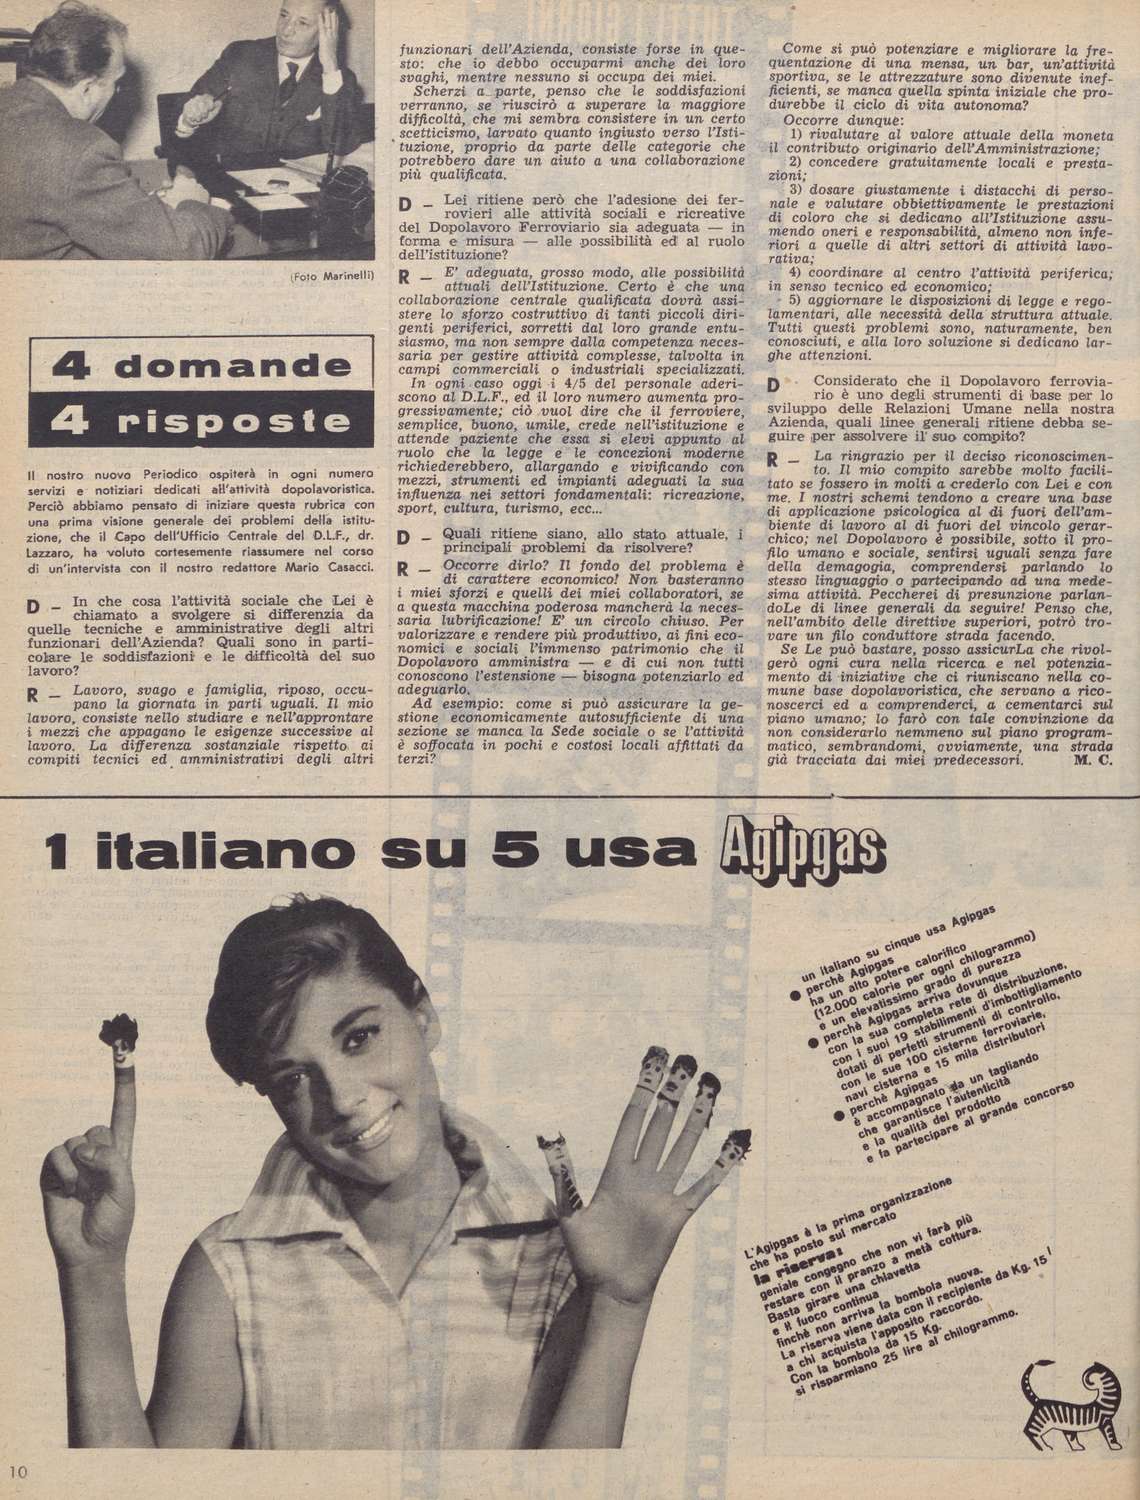 (Foto Marinelli)
4 domande
4 risposte
Il nostro nuovo Periodico ospiterà in ogni numero
servizi e notiziari dedicati all'attività dopolavoristica.
Perciò abbiamo pensato di iniziare questa rubrica con
una prima visione generale dei problemi della istitu-
zione, che il Capo dell'Ufficio Centrale del D.L.F., dr.
Lazzaro, ha voluto cortesemente riassumere nel corso
di un'intervista con il nostro redattore Mario Casacci.
D — In che cosa l'attività sociale che Lei è
chiamato a svolgere si differenzia da
quelle tecniche e amministrative degli altri
funzionari dell'Azienda? Quali sono in parti-
colare le soddisfazioni e le difficoltà del suo
lavoro?
R — Lavoro, svago e famiglia, riposo, occu-
pano la giornata in parti uguali. Il mio
lavoro, consiste nello studiare e nell'approntare
i mezzi che appagano le esigenze successive al
lavoro. La differenza sostanziale rispetto ai
compiti tecnici ed amministrativi degli altri
funzionari dell'Azienda, consiste forse in que-
sto: che io debbo occuparmi anche dei loro
svaghi, mentre nessuno si occupa dei miei.
Scherzi a parte, penso che le soddisfazioni
verranno, se riuscirò a superare la maggiore
difficoltà, che mi sembra consistere in un certo
scetticismo, larvato quanto ingiusto verso l'Isti-
tuzione, proprio da parte delle categorie che
potrebbero dare un aiuto a una collaborazione
più qualificata.
D — Lei ritiene però che l'adesione dei fer-
rovieri alle attività sociali e ricreative
del Dopolavoro Ferroviario sia adeguata — in
forma e misura — alle possibilità ed al ruolo
dell'istituzione?
R — E' adeguata, grosso modo, alle possibilità
attuali dell'Istituzione. Certo è che una
collaborazione centrale qualificata dovrà assi-
stere lo sforzo costruttivo di tanti piccoli diri-
genti periferici, sorretti dal loro grande entu-
siasmo, ma non sempre dalla competenza neces-
saria per gestire attività complesse, talvolta in
campi commerciali o industriali specializzati.
In ogni caso oggi i 4/5 del personale aderi-
scono al D.L.F., ed il loro numero aumenta pro-
gressivamente; ciò vuol dire che il ferroviere,
semplice, buono, umile, crede nell'istituzione e
attende paziente che essa si elevi appunto al
ruolo che la legge e le concezioni moderne
richiederebbero, allargando e vivificando con
mezzi, strumenti ed impianti adeguati la sua
influenza nei settori fondamentali: ricreazione,
sport, cultura, turismo, ecc...
D — Quali ritiene siano, allo stato attuale, i
principali problemi da risolvere?
R — Occorre dirlo? Il fondo del problema è
di carattere economico! Non basteranno
i miei sforzi e quelli dei miei collaboratori, se
a questa macchina poderosa mancherà la neces-
saria lubrificazione! E' un circolo chiuso. Per
valorizzare e rendere più produttivo, ai fini eco-
nomici e sociali l'immenso patrimonio che il
Dopolavoro amministra — e di cui non tutti
conoscono l'estensione — bisogna potenziarlo ed
adeguarlo.
Ad esempio: come si può assicurare la ge-
stione economicamente autosufficiente di una
sezione se manca la Sede sociale o se l'attività
è soffocata in pochi e costosi locali affittati da
terzi?
Come si può potenziare e migliorare la fre-
quentazione di una mensa, un bar, un'attività
sportiva, se le attrezzature sono divenute inef-
ficienti, se manca quella spinta iniziale che pro-
durebbe il ciclo di vita autonoma?
Occorre dunque:
1) rivalutare al valore attuale della moneta
il contributo originario dell'Amministrazione;
2) concedere gratuitamente locali e presta-
zioni;
3) dosare giustamente i distacchi di perso-
nale e valutare obbiettivamente le prestazioni
di coloro che si dedicano all'Istituzione assu-
mendo oneri e responsabilità, almeno non infe-
riori a quelle di altri settori di attività lavo-
rativa;
4) coordinare al centro l'attività periferica;
in senso tecnico ed economico;
5) aggiornare le disposizioni di legge e rego-
lamentari, alle necessità della struttura attuale.
Tutti questi problemi sono, naturamente, ben
conosciuti, e alla loro soluzione si dedicano lar-
ghe attenzioni.
D Considerato che il Dopolavoro ferrovia-
rio è uno degli strumenti di base per lo
sviluppo delle Relazioni Umane nella nostra
Azienda, quali linee generali ritiene debba se-
guire per assolvere il suo compito?
R — La ringrazio per il deciso riconoscimen-
to. Il mio compito sarebbe molto facili-
tato se fossero in molti a crederlo con Lei e con
me. I nostri schemi tendono a creare una base
di applicazione psicologica al di fuori dell'am-
biente di lavoro al di fuori del vincolo gerar-
chico; nel Dopolavoro è possibile, sotto il pro-
filo umano e sociale, sentirsi uguali senza fare
della demagogia, comprendersi parlando lo
stesso linguaggio o partecipando ad una mede-
sima attività. Peccherei di presunzione parlan-
doLe di linee generali da seguire! Penso che,
nell'ambito delle direttive superiori, potrò tro-
vare un filo conduttore strada facendo.
Se Le può bastare, posso assicurLa che rivol-
gerò ogni cura nella ricerca e nel potenzia-
mento di iniziative che ci riuniscano nella co-
mune base dopolavoristica, che servano a rico-
noscerci ed a comprenderci, a cementarci sul
piano umano; lo farò con tale convinzione da
non considerarlo nemmeno sul piano program-
matico, sembrandomi, ovviamente, una strada
già tracciata dai miei predecessori. M. C.
1 italiano su 5 usa Agipgas
un italiano su cinque usa Agipgas
● perchè Agipgas
ha un alto potere calorifico
(12.000 calorie per ogni chilogrammo)
e un elevatissimo grado di purezza
● perchè Agipgas arriva dovunque
con la sua completa rete di distribuzione,
con i suoi 19 stabilimenti d'imbottigliamento
dotati di perfetti strumenti di controllo,
con le sue 100 cisterne ferroviarie,
navi cisterna e 15 mila distributori
● perchè Agipgas
è accompagnato da un tagliando
che garantisce l'autenticità
e la qualità del prodotto
e fa partecipare al grande concorso
L'Agipgas è la prima organizzazione
che ha posto sul mercato
la riserva:
geniale congegno che non vi farà più
restare con il pranzo a metà cottura.
Basta girare una chiavetta
e il fuoco continua
finchè non arriva la bombola nuova.
La riserva viene data con il recipiente da Kg. 15
a chi acquista l'apposito raccordo.
Con la bombola da 15 Kg.
si risparmiano 25 lire al chilogrammo.
10